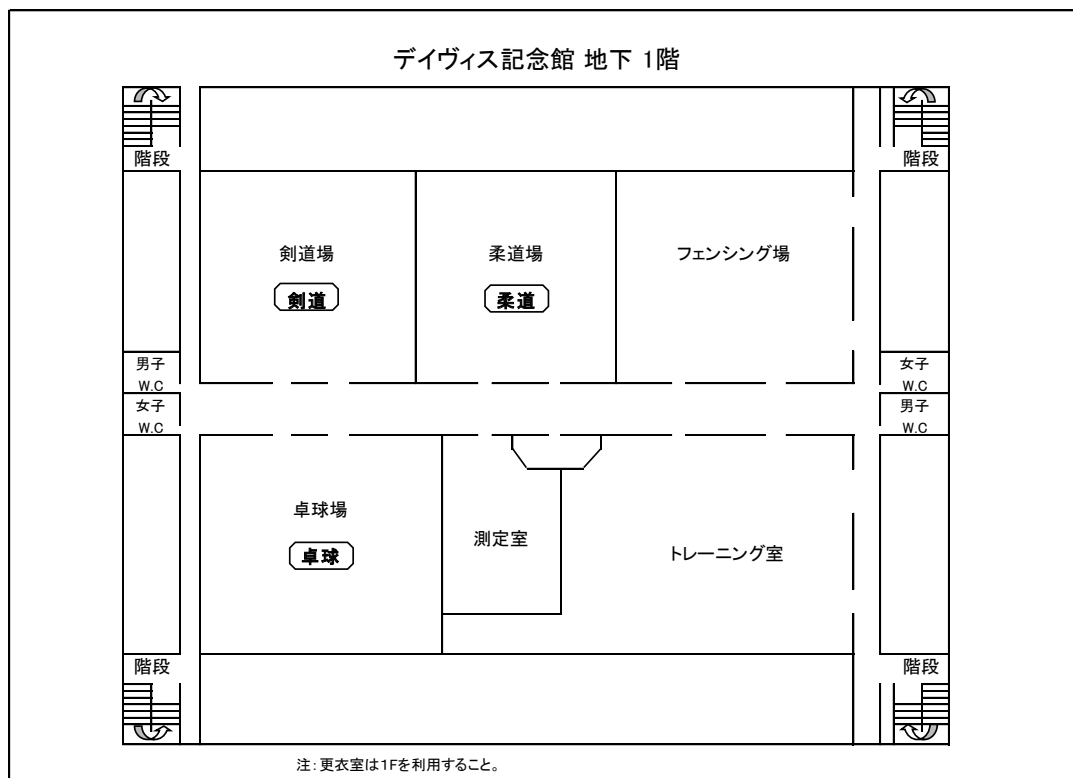 デイヴィス記念館 地下 1階
階段
階段
剣道場
柔道場
フェンシング場
剣道
柔道
男子
W.C
女子
W.C
女子
W.C
男子
W.C
卓球場
卓球
測定室
トレーニング室
階段
階段
注：更衣室は1Fを利用すること。